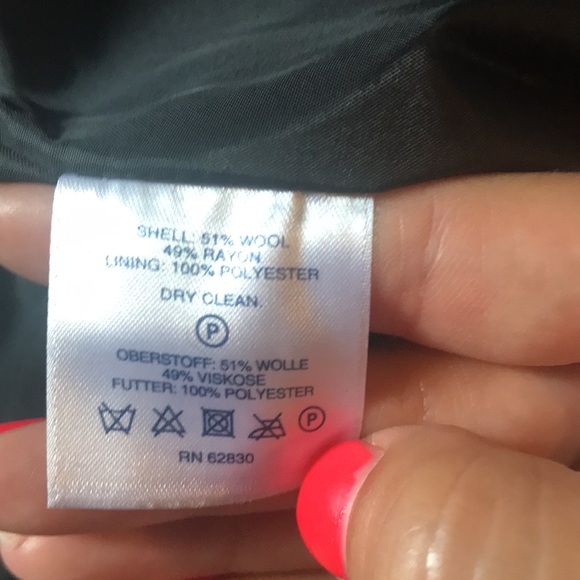 SHELL: 51% WOOL
49% RAYON
LINING: 100% POLYESTER
DRY CLEAN.
P
OBERSTOFF: 51% WOLLE
49% VISKOSE
FUTTER: 100% POLYESTER
P
RN 62830